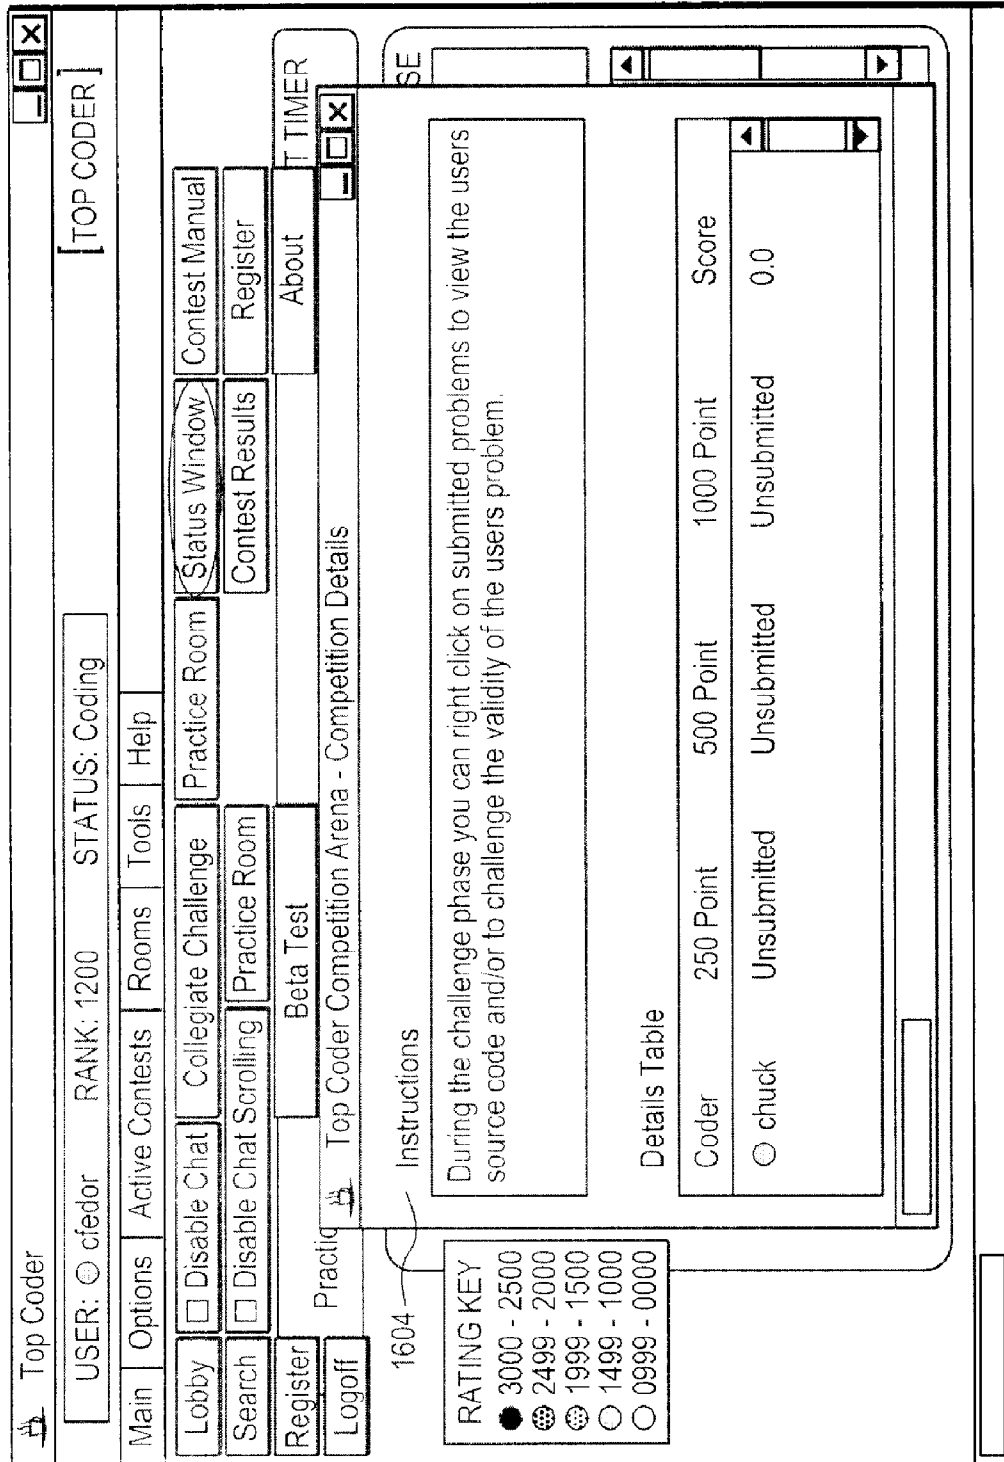 Top Coder
USER: cfedor RANK: 1200 STATUS: Coding [TOP CODER]
Main Options Active Contests Rooms Tools Help
Lobby Disable Chat Collegiate Challenge Practice Room Status Window Contest Manual
Search Disable Chat Scrolling Practice Room Contest Results Register
Register Beta Test About T TIMER
Logoff Practic
Top Coder Competition Arena - Competition Details
SE
1604
Instructions
During the challenge phase you can right click on submitted problems to view the users
source code and/or to challenge the validity of the users problem.
Details Table
Coder 250 Point 500 Point 1000 Point Score
chuck Unsubmitted Unsubmitted Unsubmitted 0.0
RATING KEY
3000 - 2500
2499 - 2000
1999 - 1500
1499 - 1000
0999 - 0000